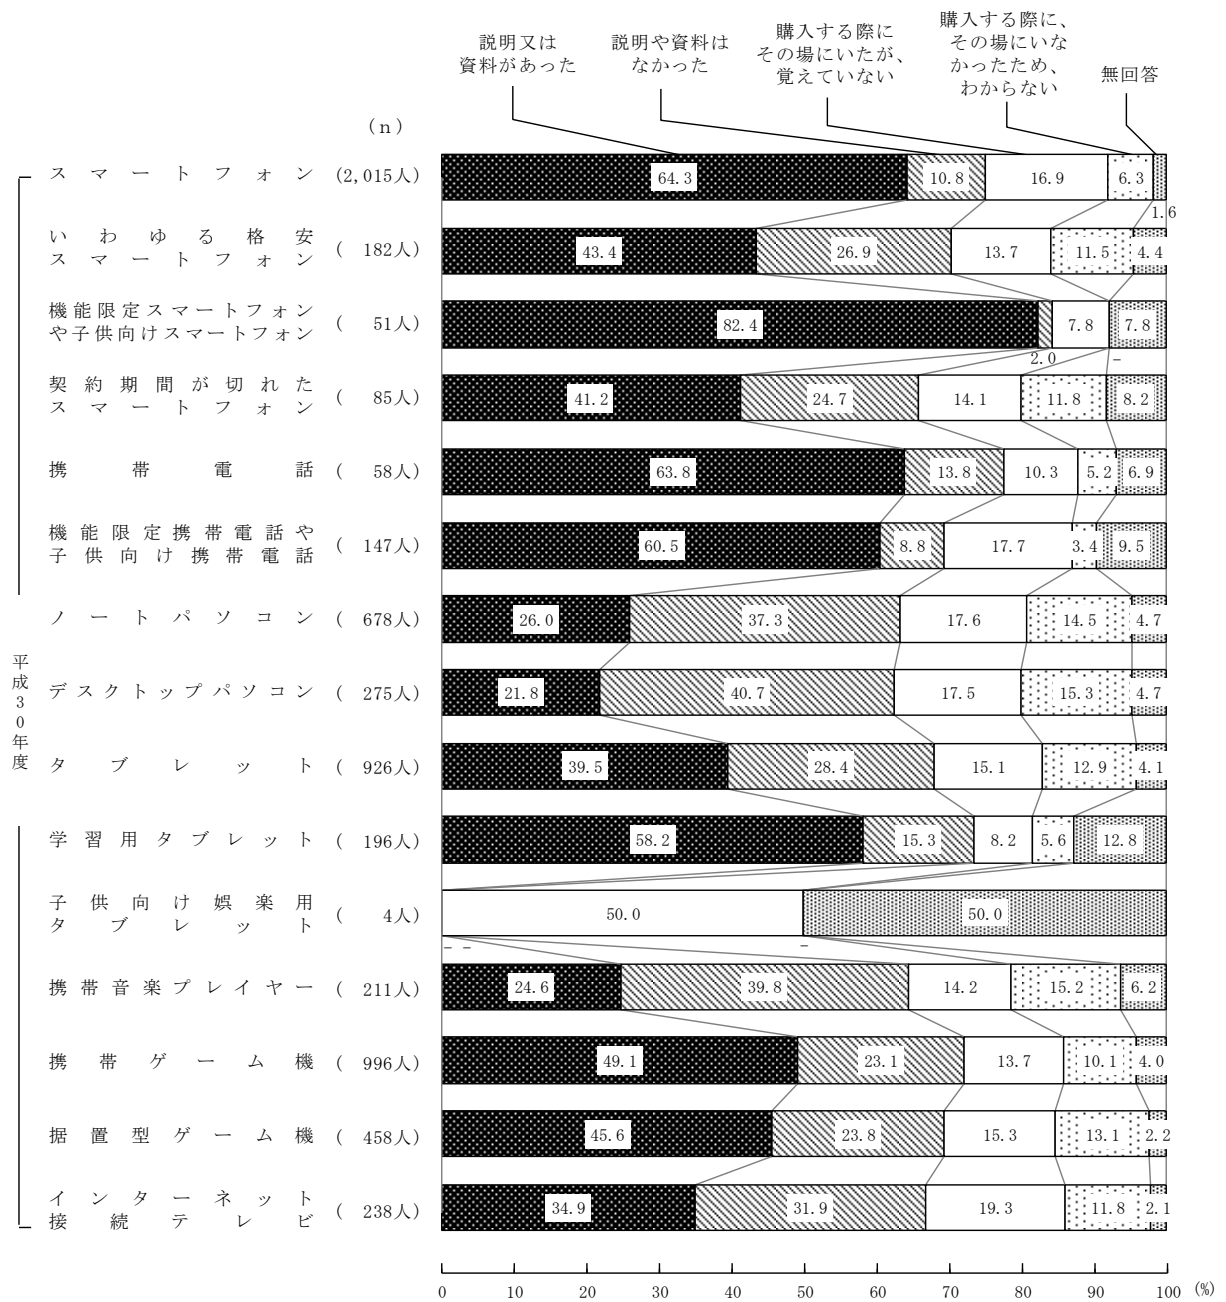 説明又は
資料があった
説明や資料は
なかった
購入する際に
その場にいたが、
覚えていない
購入する際に、
その場にいな
かったため、
わからない
無回答
(n)
スマートフォン (2,015人) 64.3 10.8 16.9 6.3
1.6
いわゆる格安
スマートフォン ( 182人) 43.4 26.9 13.7 11.5 4.4
機能限定スマートフォン
や子供向けスマートフォン ( 51人) 82.4 7.8 7.8
2.0 -
契約期間が切れた
スマートフォン ( 85人) 41.2 24.7 14.1 11.8 8.2
携帯電話 ( 58人) 63.8 13.8 10.3 5.2 6.9
機能限定携帯電話や
子供向け携帯電話 ( 147人) 60.5 8.8 17.7 3.4 9.5
ノートパソコン ( 678人) 26.0 37.3 17.6 14.5 4.7
平成30年度
デスクトップパソコン ( 275人) 21.8 40.7 17.5 15.3 4.7
タブレット ( 926人) 39.5 28.4 15.1 12.9 4.1
学習用タブレット ( 196人) 58.2 15.3 8.2 5.6 12.8
子供向け娯楽用
タブレット ( 4人) 50.0 50.0
- - -
携帯音楽プレイヤー ( 211人) 24.6 39.8 14.2 15.2 6.2
携帯ゲーム機 ( 996人) 49.1 23.1 13.7 10.1 4.0
据置型ゲーム機 ( 458人) 45.6 23.8 15.3 13.1 2.2
インターネット
接続テレビ ( 238人) 34.9 31.9 19.3 11.8 2.1
0 10 20 30 40 50 60 70 80 90 100 (%)